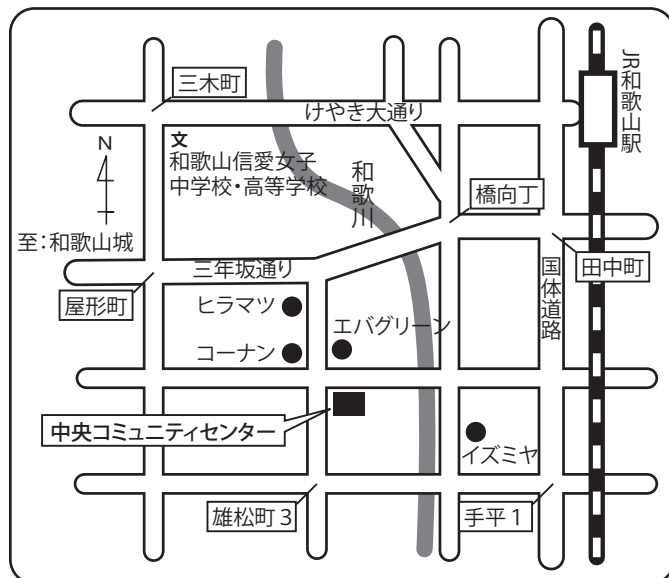 三木町
JR和歌山駅
けやき大通り
N
文
和歌山信愛女子
中学校・高等学校
和歌川
橋向丁
至：和歌山城
三年坂通り
田中町
国体道路
屋形町
ヒラマツ
エバグリーン
コーナン
中央コミュニティセンター
イズミヤ
雄松町3
手平1